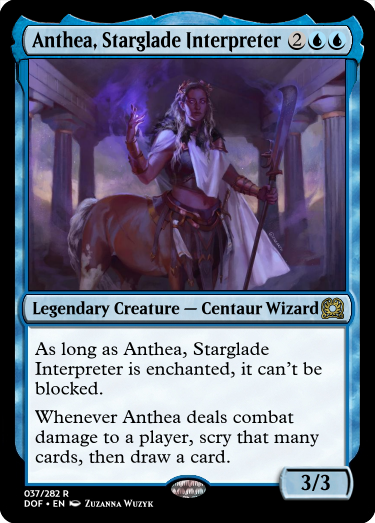 Anthea, Starglade Interpreter 2
Legendary Creature — Centaur Wizard
As long as Anthea, Starglade
Interpreter is enchanted, it can't be
blocked.
Whenever Anthea deals combat
damage to a player, scry that many
cards, then draw a card.
3/3
037/282 R
DOF • EN Zuzanna Wuzyk